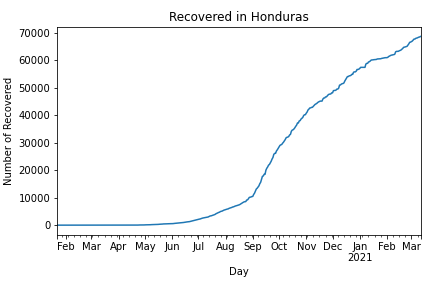 Recovered in Honduras
Number of Recovered
70000
60000
50000
40000
30000
20000
10000
0
Feb Mar Apr May Jun Jul Aug Sep Oct Nov Dec Jan Feb Mar
2021
Day